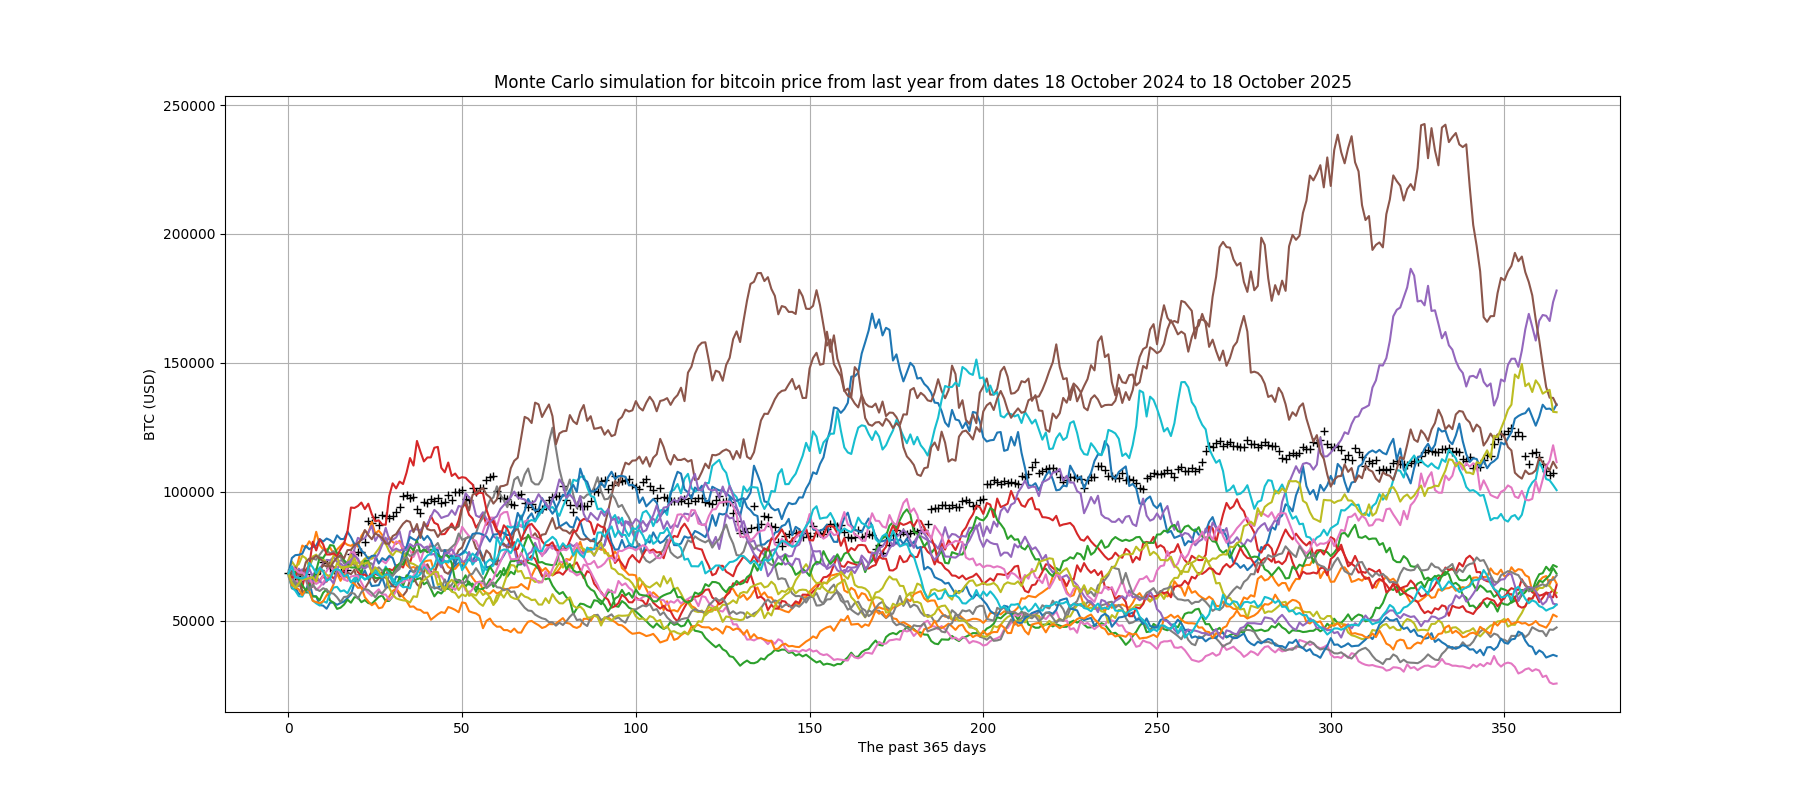 Monte Carlo simulation for bitcoin price from last year from dates 18 October 2024 to 18 October 2025
250000
200000
150000
100000
50000
BTC (USD)
0 50 100 150 200 250 300 350
The past 365 days